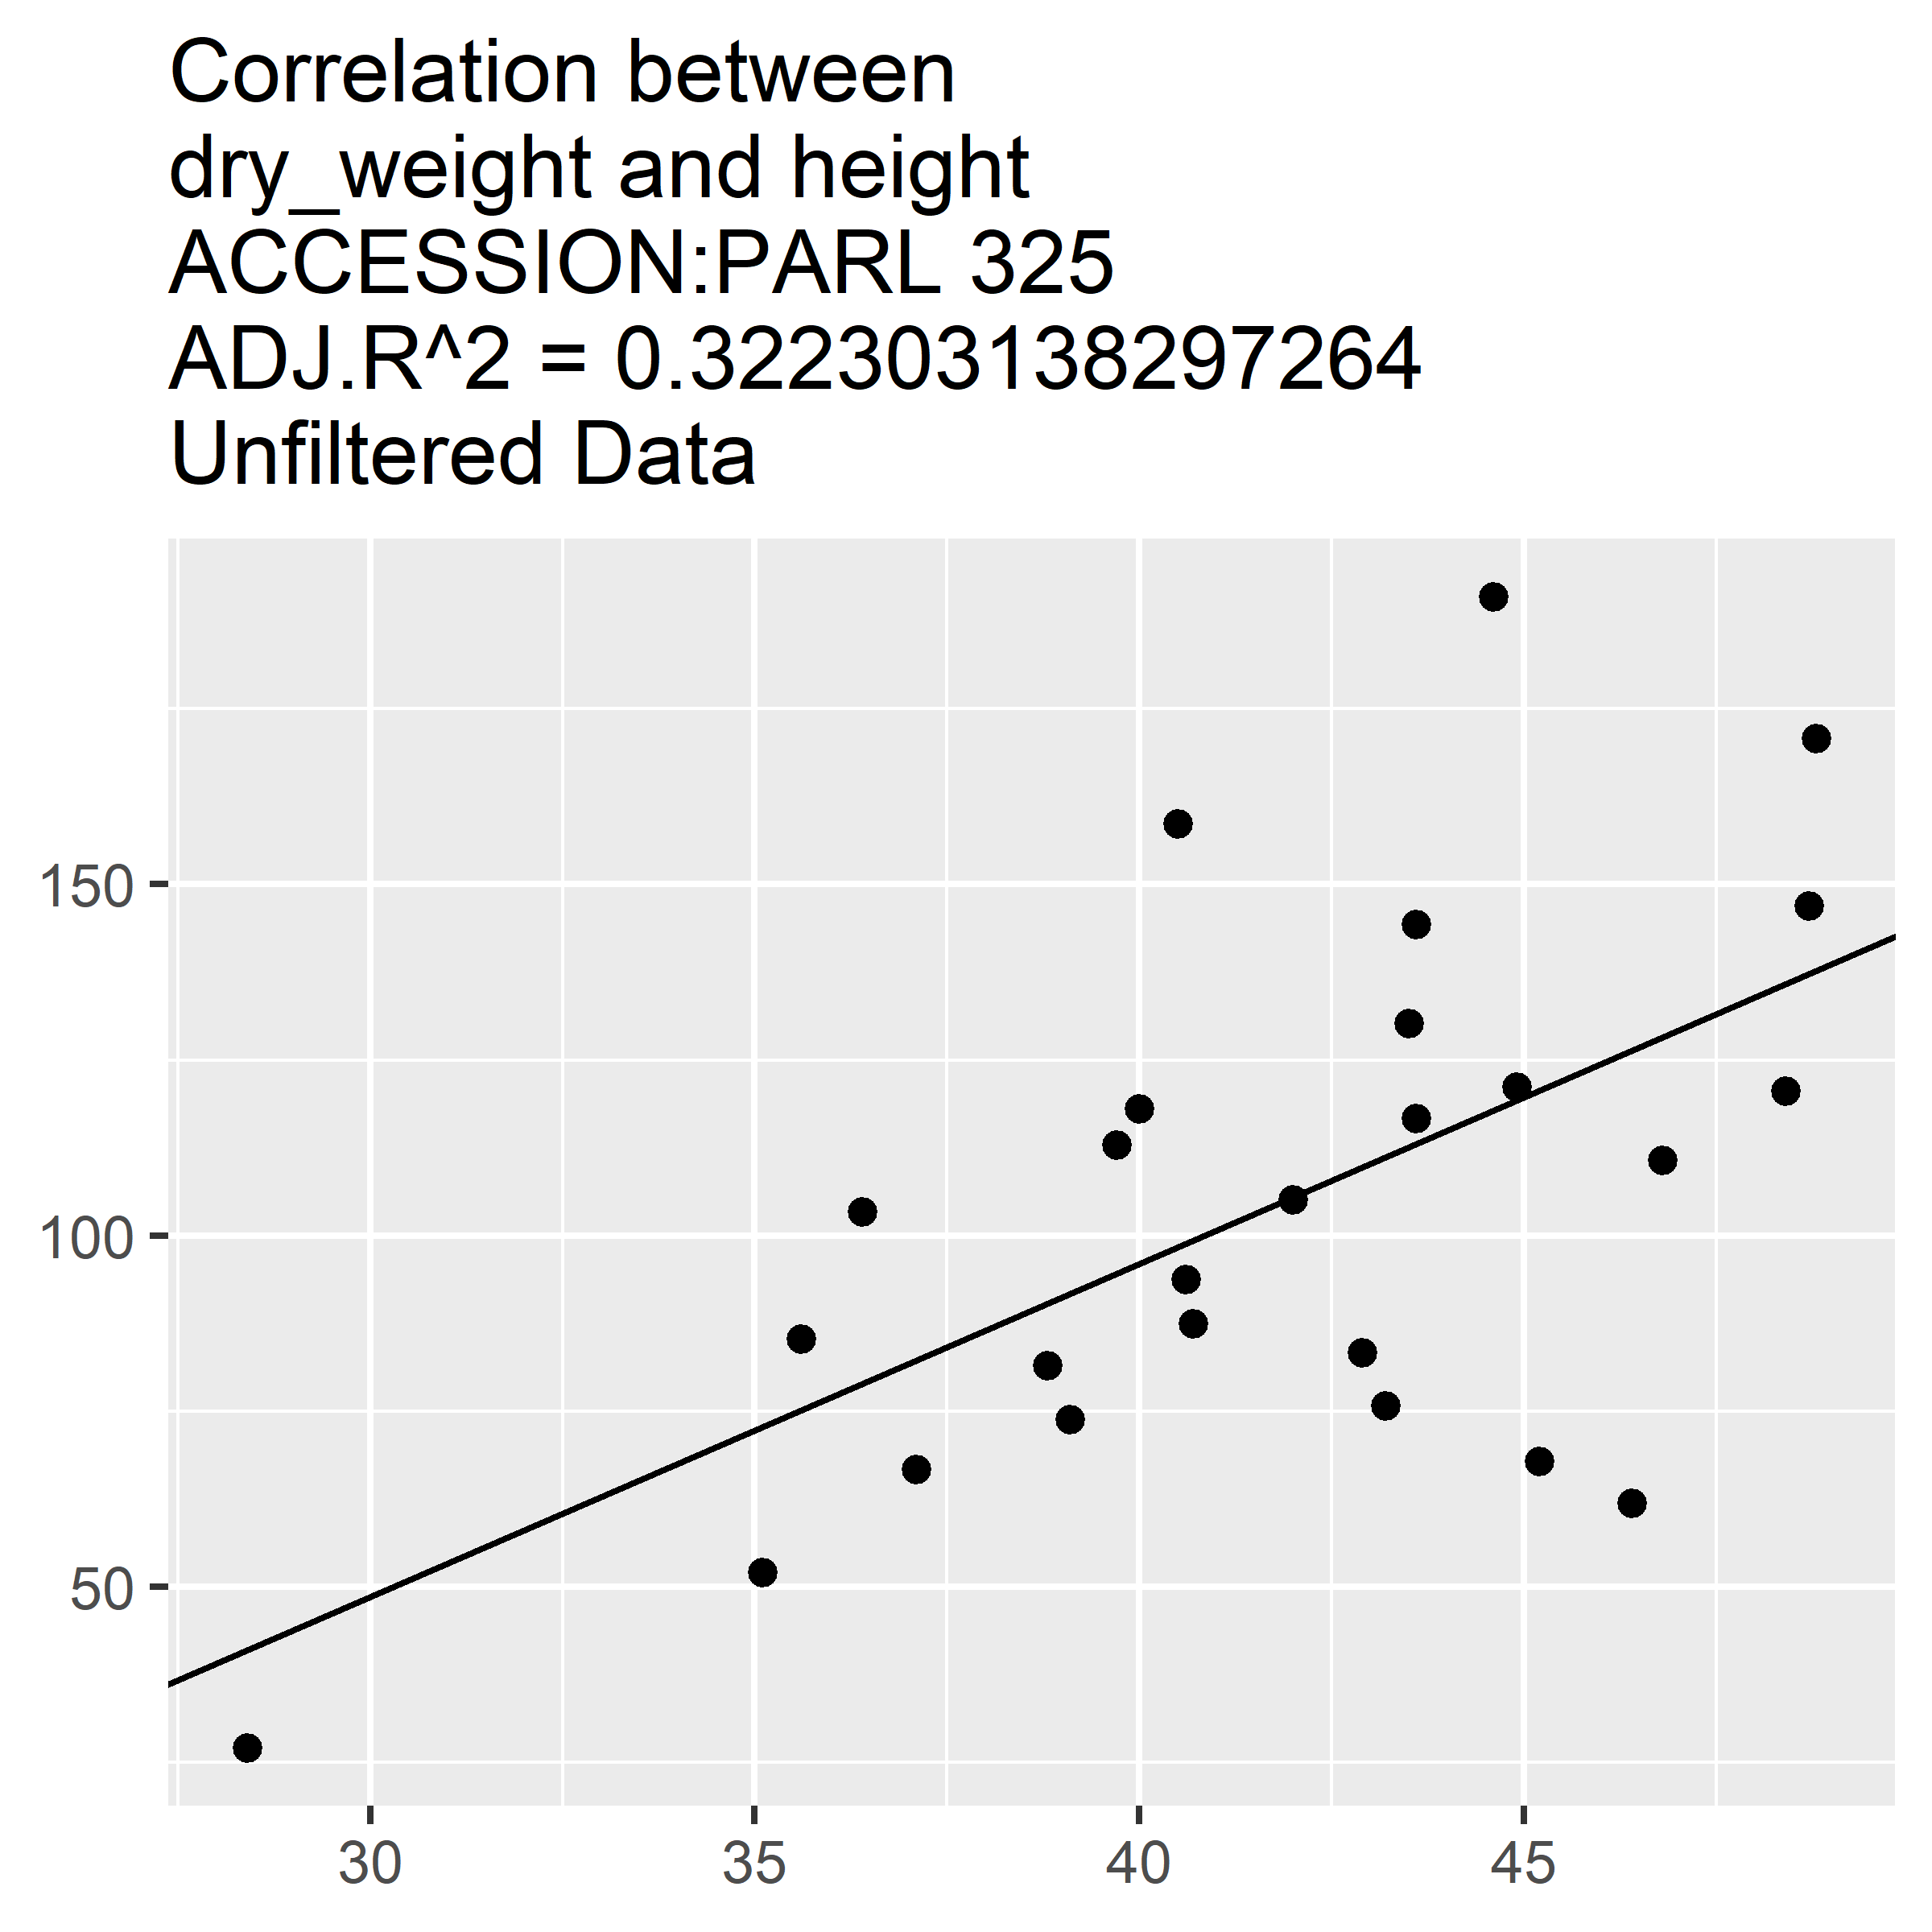 Correlation between
dry_weight and height
ACCESSION:PARL 325
ADJ.R^2 = 0.322303138297264
Unfiltered Data
150
100
50
30 35 40 45